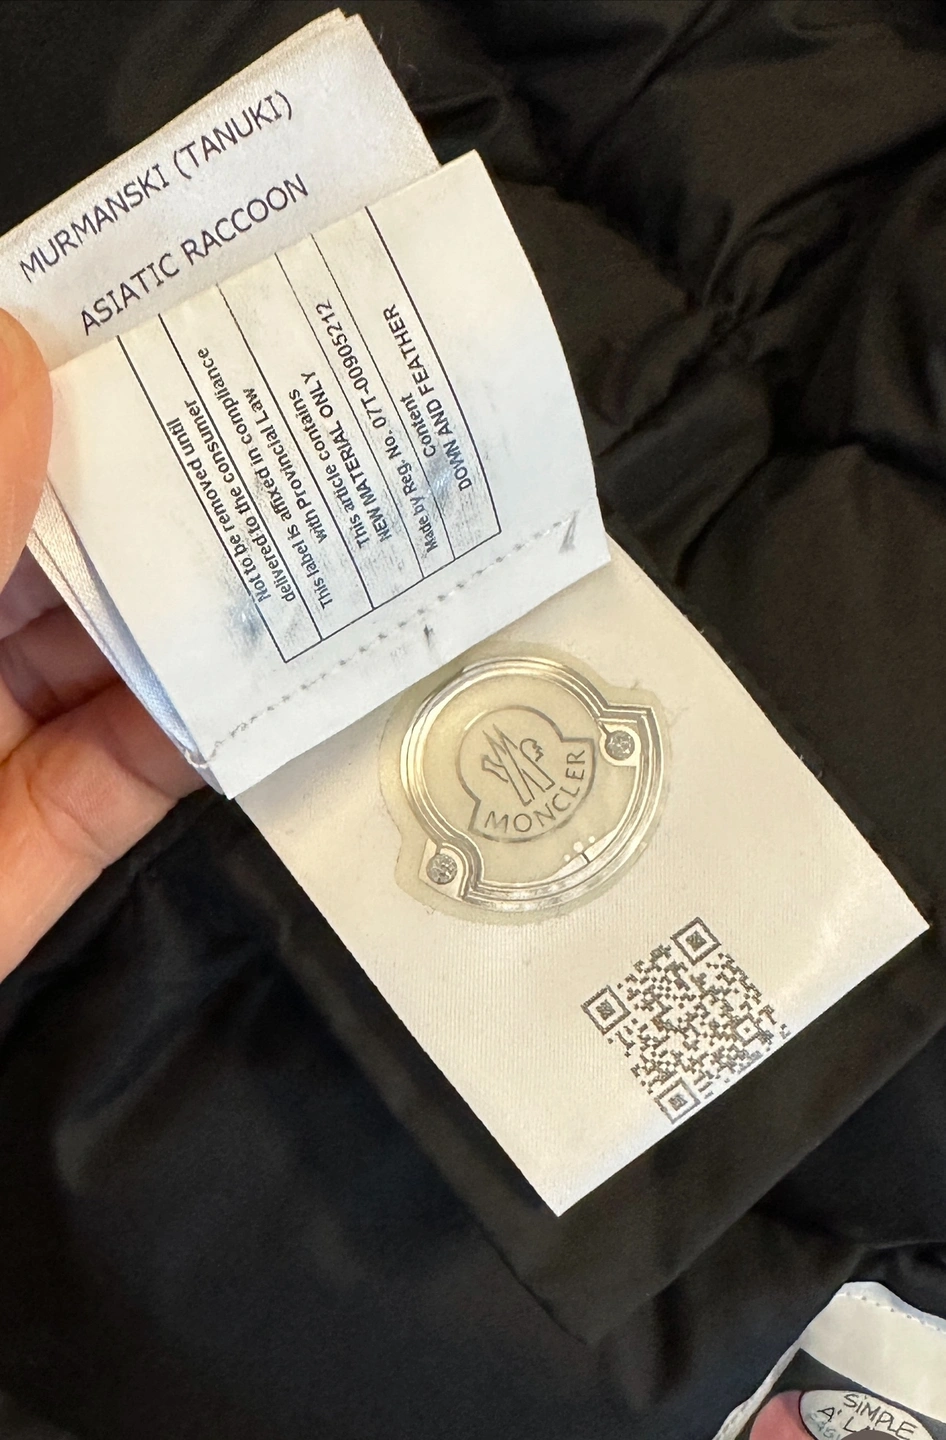 MURMANSKI (TANUKI)
ASIATIC RACCOON
Not to be removed until
delivered to the consumer
This label is affixed in compliance
with Provincial Law
This article contains
NEW MATERIAL ONLY
Made by Reg. No. 07T-00905212
Content
DOWN AND FEATHER
MONCLER
SiMPLE
A'